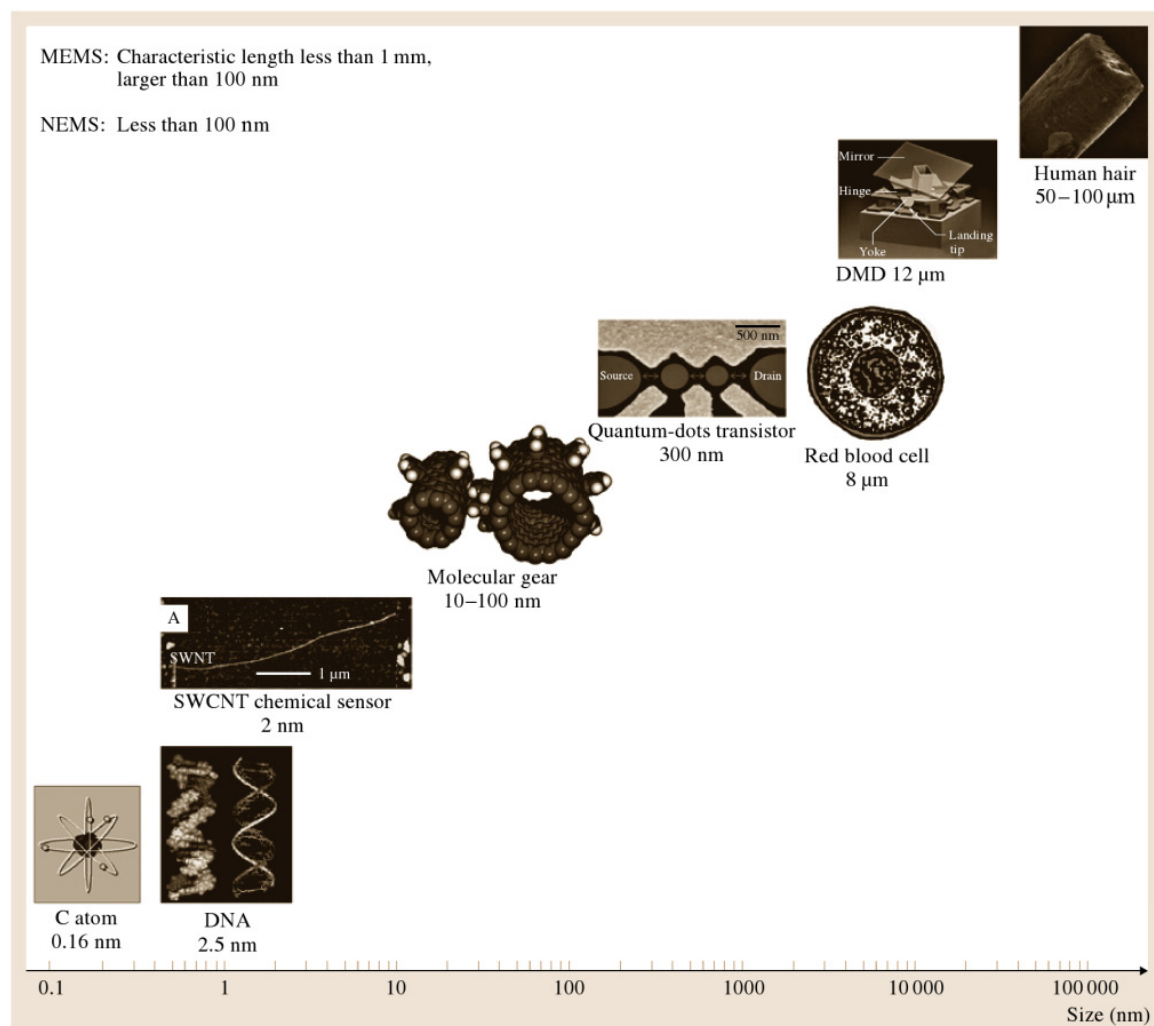 MEMS: Characteristic length less than 1 mm,
larger than 100 nm
NEMS: Less than 100 nm
Human hair
50–100 µm
Mirror
Hinge
Yoke
Landing
tip
DMD 12 µm
500 nm
Source
Drain
Quantum-dots transistor
300 nm
Red blood cell
8 µm
Molecular gear
10–100 nm
A
SWNT
1 µm
SWCNT chemical sensor
2 nm
C atom
0.16 nm
DNA
2.5 nm
0.1 1 10 100 1000 10 000 100 000
Size (nm)